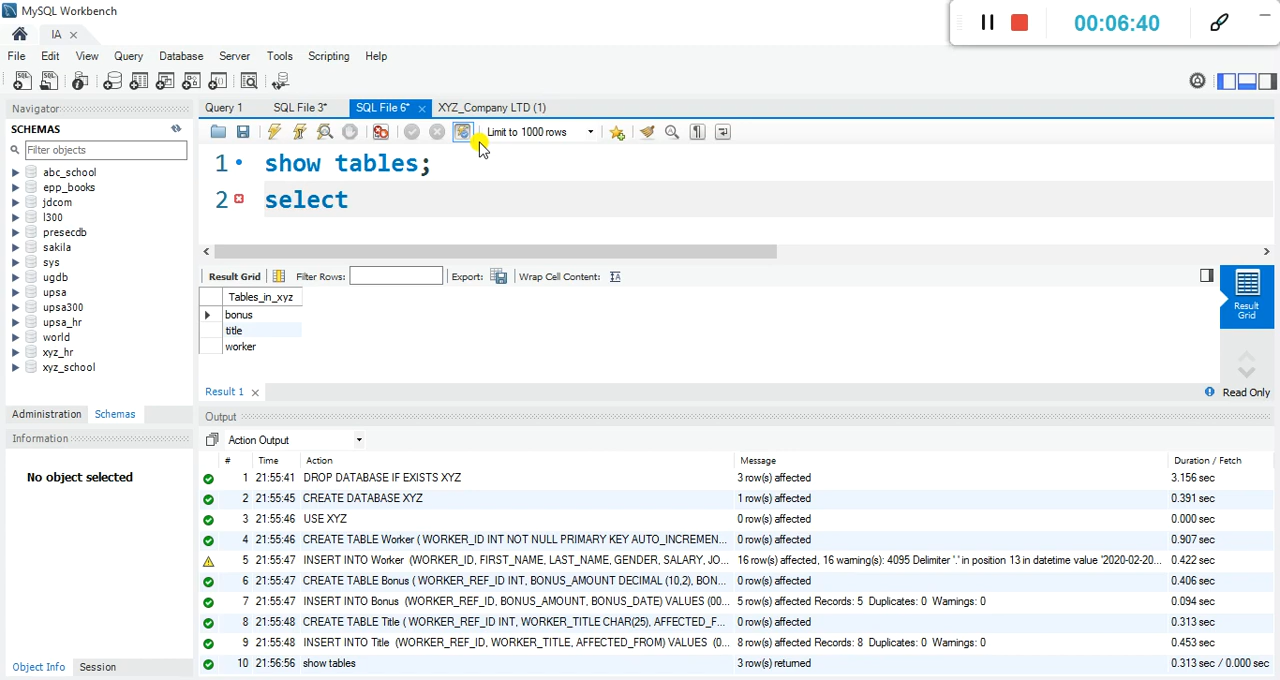 MySQL Workbench
00:06:40
IA
File Edit View Query Database Server Tools Scripting Help
Navigator
SCHEMAS
Filter objects
abc_school
epp_books
jdcom
l300
presecdb
sakila
sys
ugdb
upsa
upsa300
upsa_hr
world
xyz_hr
xyz_school
Administration Schemas
Information
No object selected
Object Info Session
Query 1 SQL File 3* SQL File 6* XYZ_Company LTD (1)
Limit to 1000 rows
1 show tables;
2 select
Result Grid Filter Rows: Export: Wrap Cell Content:
Tables_in_xyz
bonus
title
worker
Result Grid
Result 1 Read Only
Output
Action Output
# Time Action Message Duration / Fetch
1 21:55:41 DROP DATABASE IF EXISTS XYZ 3 row(s) affected 3.156 sec
2 21:55:45 CREATE DATABASE XYZ 1 row(s) affected 0.391 sec
3 21:55:46 USE XYZ 0 row(s) affected 0.000 sec
4 21:55:46 CREATE TABLE Worker ( WORKER_ID INT NOT NULL PRIMARY KEY AUTO_INCREMEN... 0 row(s) affected 0.907 sec
5 21:55:47 INSERT INTO Worker (WORKER_ID, FIRST_NAME, LAST_NAME, GENDER, SALARY, JO... 16 row(s) affected, 16 warning(s): 4095 Delimiter '.' in position 13 in datetime value '2020-02-20... 0.422 sec
6 21:55:47 CREATE TABLE Bonus ( WORKER_REF_ID INT, BONUS_AMOUNT DECIMAL (10,2), BON... 0 row(s) affected 0.406 sec
7 21:55:47 INSERT INTO Bonus (WORKER_REF_ID, BONUS_AMOUNT, BONUS_DATE) VALUES (00... 5 row(s) affected Records: 5 Duplicates: 0 Warnings: 0 0.094 sec
8 21:55:48 CREATE TABLE Title ( WORKER_REF_ID INT, WORKER_TITLE CHAR(25), AFFECTED_F... 0 row(s) affected 0.313 sec
9 21:55:48 INSERT INTO Title (WORKER_REF_ID, WORKER_TITLE, AFFECTED_FROM) VALUES (0... 8 row(s) affected Records: 8 Duplicates: 0 Warnings: 0 0.453 sec
10 21:56:56 show tables 3 row(s) returned 0.313 sec / 0.000 sec